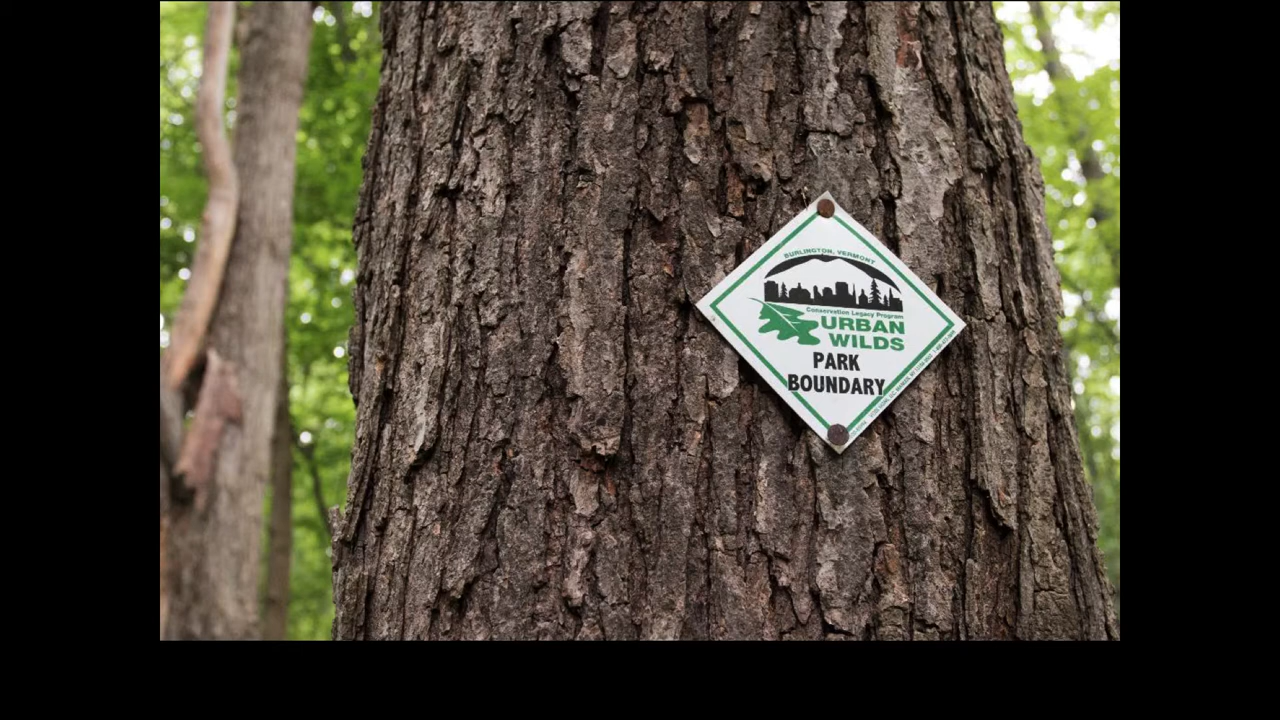 BURLINGTON, VERMONT
Conservation Legacy Program
URBAN
WILDS
PARK
BOUNDARY